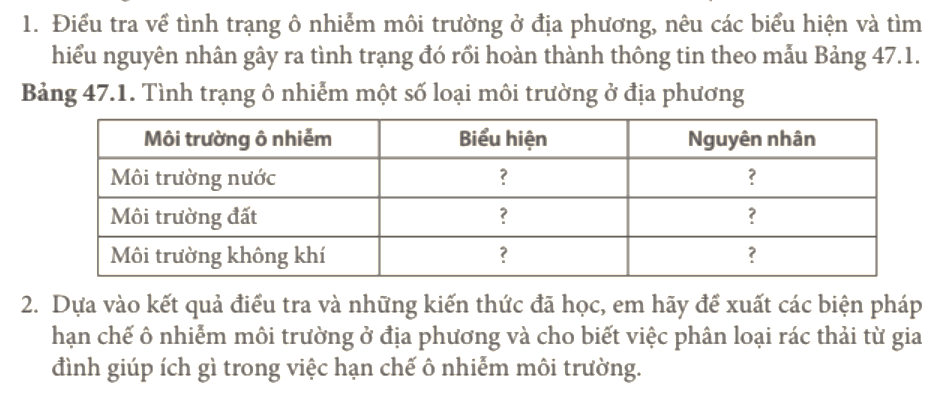 1. Điều tra về tình trạng ô nhiễm môi trường ở địa phương, nêu các biểu hiện và tìm
hiểu nguyên nhân gây ra tình trạng đó rồi hoàn thành thông tin theo mẫu Bảng 47.1.
Bảng 47.1. Tình trạng ô nhiễm một số loại môi trường ở địa phương
Môi trường ô nhiễm Biểu hiện Nguyên nhân
Môi trường nước ? ?
Môi trường đất ? ?
Môi trường không khí ? ?
2. Dựa vào kết quả điều tra và những kiến thức đã học, em hãy đề xuất các biện pháp
hạn chế ô nhiễm môi trường ở địa phương và cho biết việc phân loại rác thải từ gia
đình giúp ích gì trong việc hạn chế ô nhiễm môi trường.